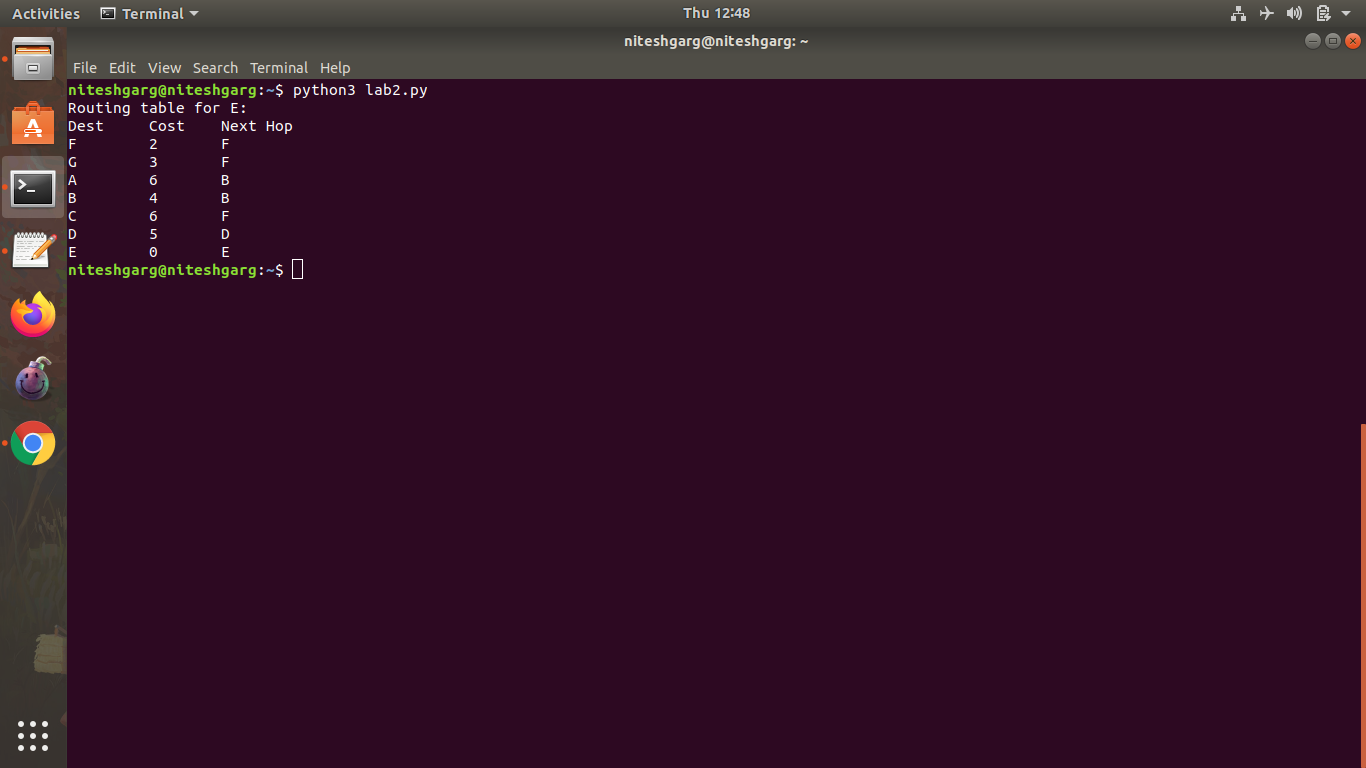 Activities Terminal Thu 12:48
niteshgarg@niteshgarg: ~
File Edit View Search Terminal Help
niteshgarg@niteshgarg:~$ python3 lab2.py
Routing table for E:
Dest Cost Next Hop
F 2 F
G 3 F
A 6 B
B 4 B
C 6 F
D 5 D
E 0 E
niteshgarg@niteshgarg:~$